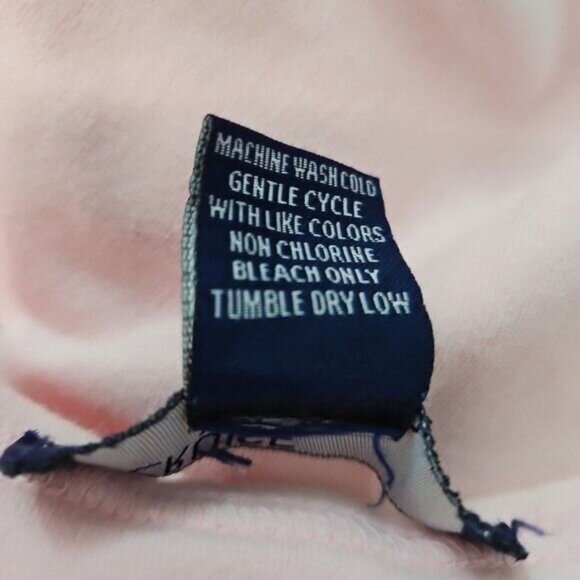 MACHINE WASH COLD
GENTLE CYCLE
WITH LIKE COLORS
NON CHLORINE
BLEACH ONLY
TUMBLE DRY LOW